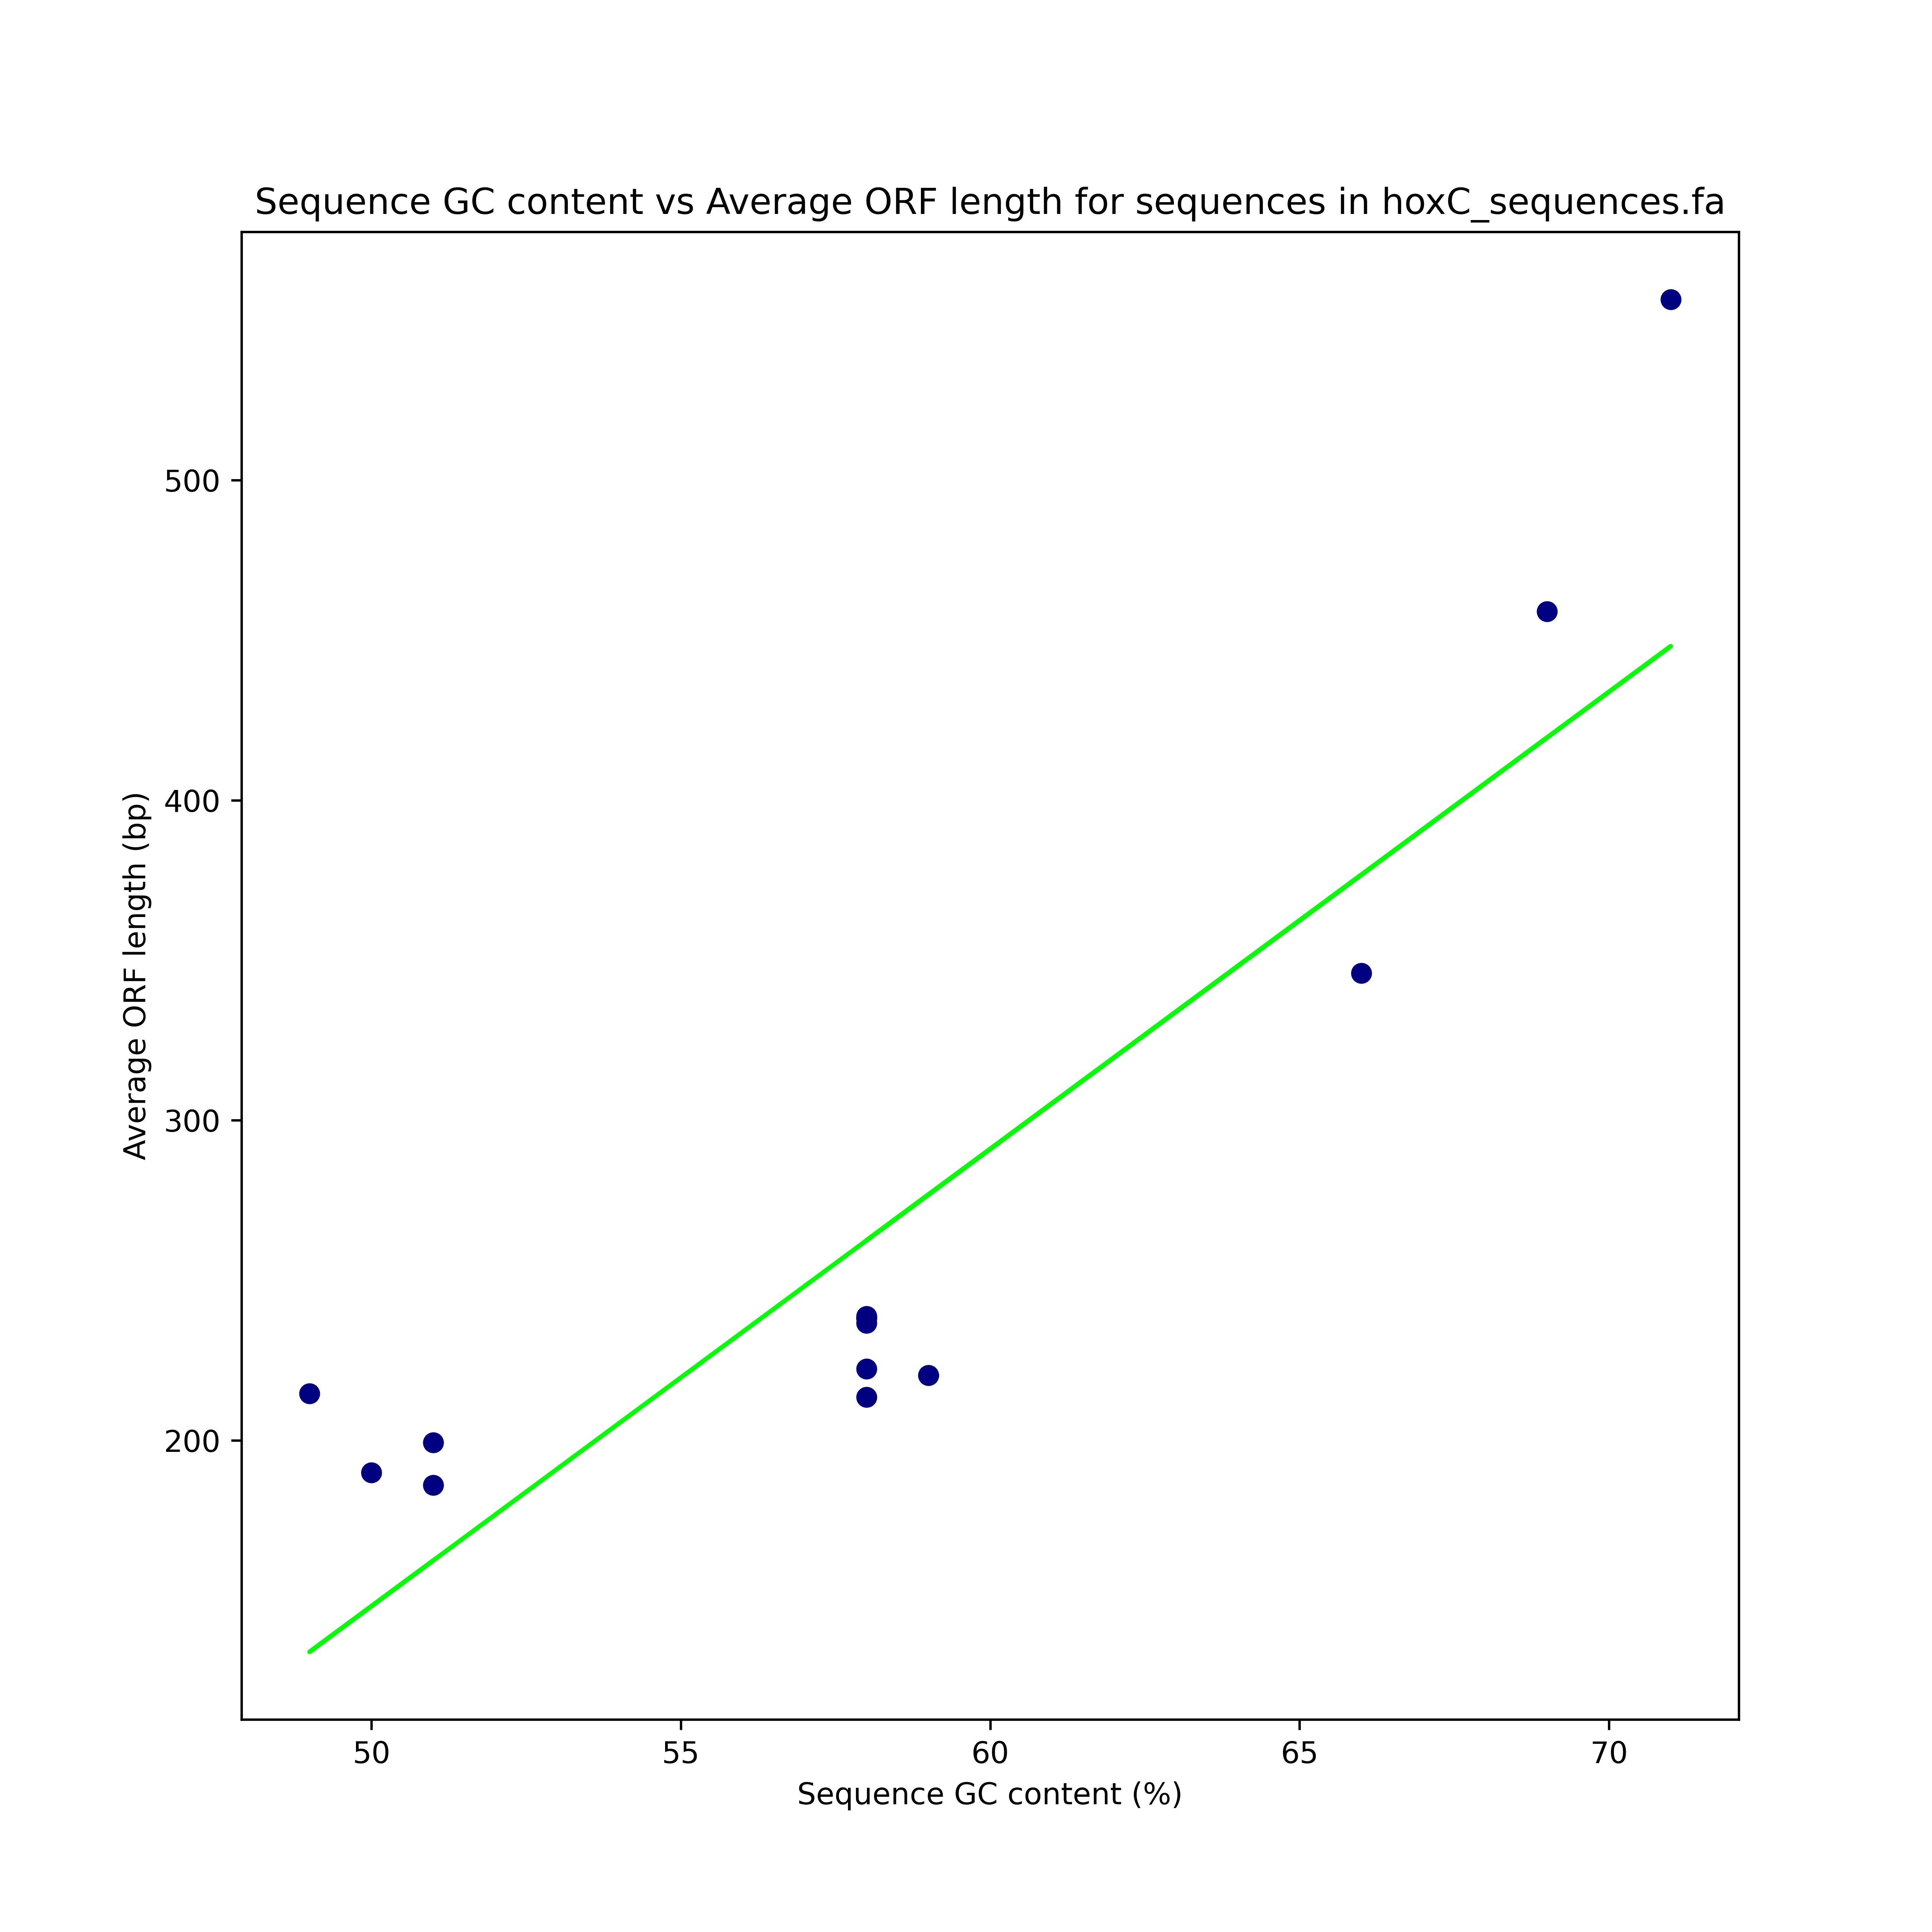 Sequence GC content vs Average ORF length for sequences in hoxC_sequences.fa
Average ORF length (bp)
500
400
300
200
50 55 60 65 70
Sequence GC content (%)